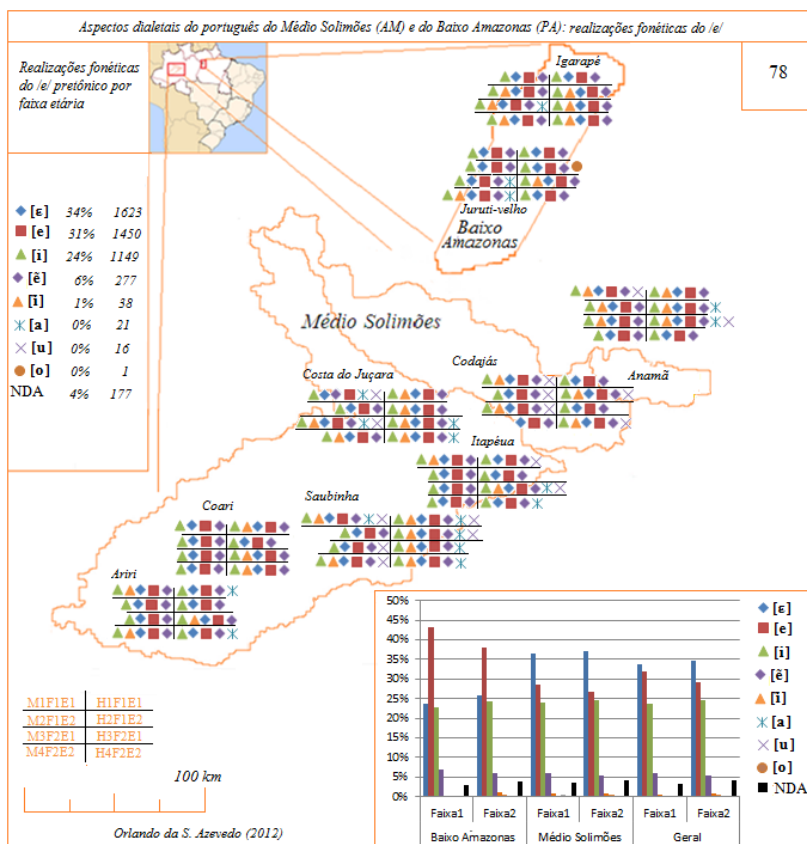 Aspectos dialetais do português do Médio Solimões (AM) e do Baixo Amazonas (PA): realizações fonéticas do /e/
Realizações fonéticas
do /e/ pretônico por
faixa etária
78
Igarapé
[ɛ] 34% 1623
[e] 31% 1450
[i] 24% 1149
[ẽ] 6% 277
[ĩ] 1% 38
[a] 0% 21
[u] 0% 16
[o] 0% 1
NDA 4% 177
Juruti-velho
Baixo
Amazonas
Médio Solimões
Costa do Juçara
Codajás
Anamã
Itapéua
Saubinha
Coari
Ariri
M1F1E1 H1F1E1
M2F1E2 H2F1E2
M3F2E1 H3F2E1
M4F2E2 H4F2E2
100 km
Orlando da S. Azevedo (2012)
50%
45%
40%
35%
30%
25%
20%
15%
10%
5%
0%
Faixa1 Faixa2 Faixa1 Faixa2 Faixa1 Faixa2
Baixo Amazonas Médio Solimões Geral
[ɛ]
[e]
[i]
[ẽ]
[ĩ]
[a]
[u]
[o]
NDA